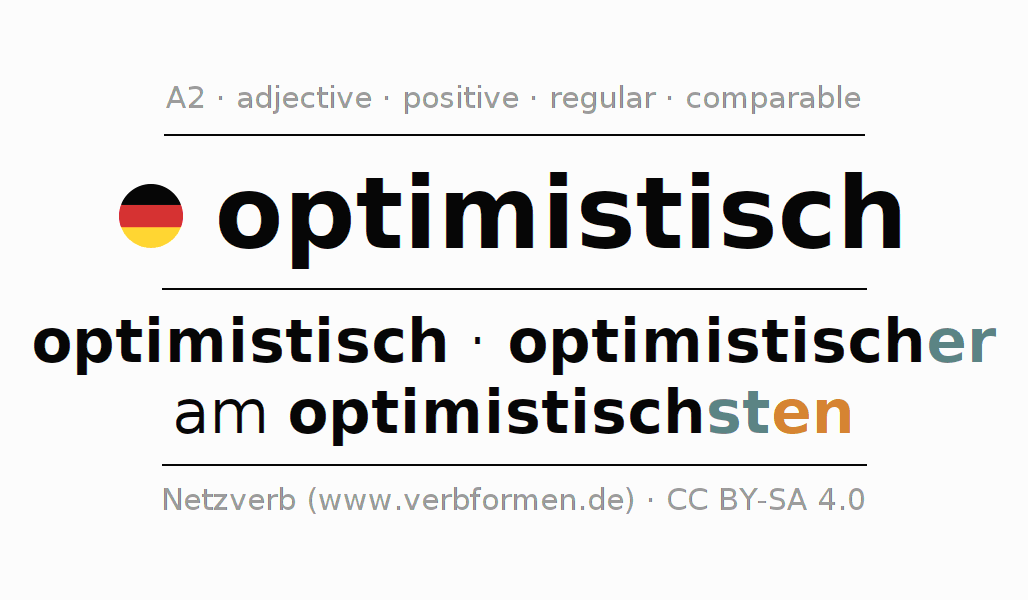 A2 · adjective · positive · regular · comparable
optimistisch
optimistisch · optimistischer
am optimistischsten
Netzverb (www.verbformen.de) · CC BY-SA 4.0